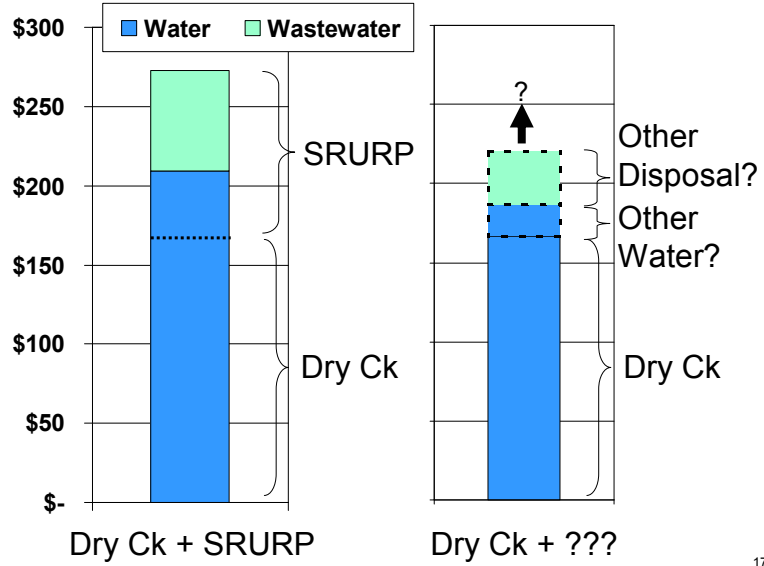 $300
Water
Wastewater
$250
$200
$150
$100
$50
$-
SRURP
Dry Ck
Dry Ck + SRURP
?
Other
Disposal?
Other
Water?
Dry Ck
Dry Ck + ???
17